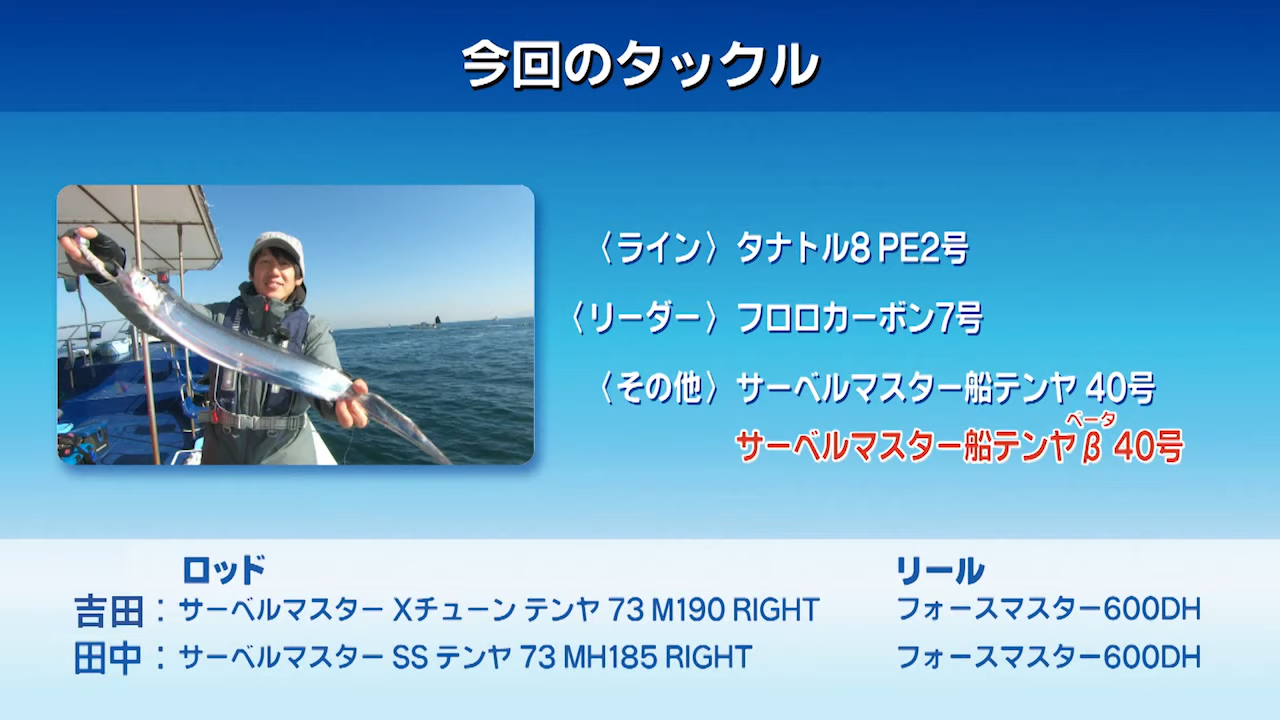 今回のタックル
〈ライン〉タナトル8 PE2号
〈リーダー〉フロロカーボン7号
〈その他〉サーベルマスター船テンヤ 40号
ベータ
サーベルマスター船テンヤβ 40号
ロッド リール
吉田：サーベルマスター Xチューン テンヤ 73 M190 RIGHT フォースマスター600DH
田中：サーベルマスター SS テンヤ 73 MH185 RIGHT フォースマスター600DH